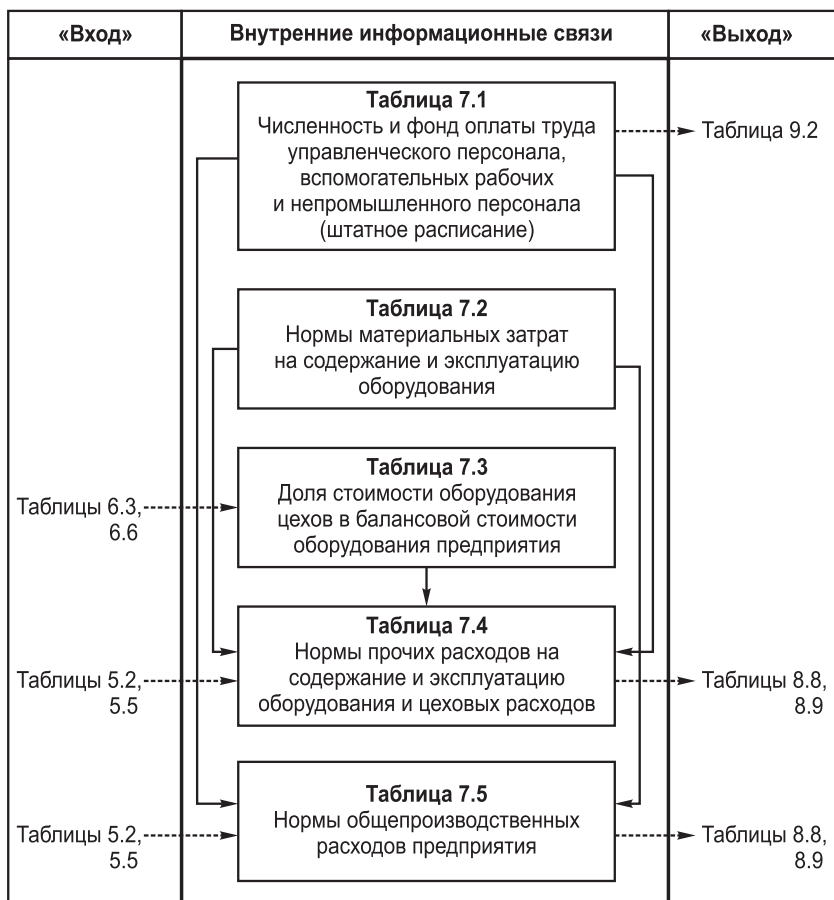 «Вход»
Внутренние информационные связи
«Выход»
Таблица 7.1
Численность и фонд оплаты труда
управленческого персонала,
вспомогательных рабочих
и непромышленного персонала
(штатное расписание)
Таблица 9.2
Таблица 7.2
Нормы материальных затрат
на содержание и эксплуатацию
оборудования
Таблицы 6.3,
6.6
Таблица 7.3
Доля стоимости оборудования
цехов в балансовой стоимости
оборудования предприятия
Таблицы 5.2,
5.5
Таблица 7.4
Нормы прочих расходов на
содержание и эксплуатацию
оборудования и цеховых расходов
Таблицы 8.8,
8.9
Таблицы 5.2,
5.5
Таблица 7.5
Нормы общепроизводственных
расходов предприятия
Таблицы 8.8,
8.9